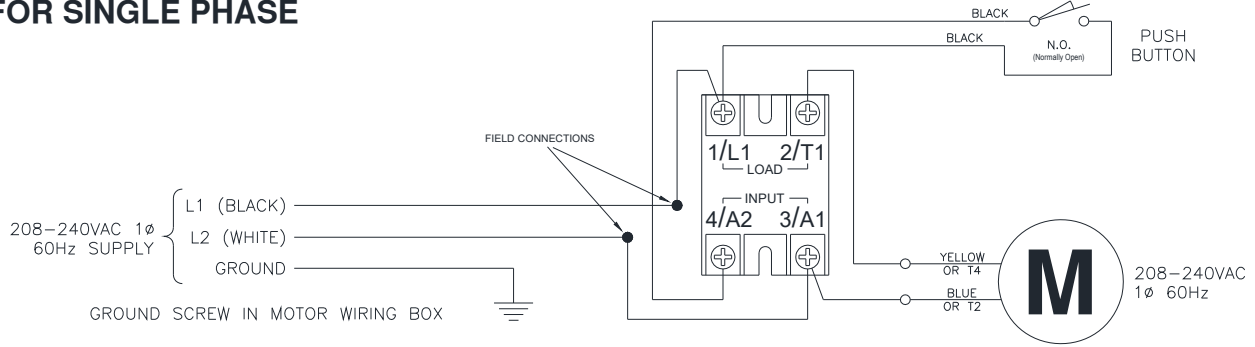 FOR SINGLE PHASE
BLACK
BLACK
N.O.
(Normally Open)
PUSH
BUTTON
FIELD CONNECTIONS
1/L1 2/T1
LOAD
INPUT
4/A2 3/A1
208-240VAC 1ø
60Hz SUPPLY
L1 (BLACK)
L2 (WHITE)
GROUND
GROUND SCREW IN MOTOR WIRING BOX
YELLOW
OR T4
BLUE
OR T2
M
208-240VAC
1ø 60Hz